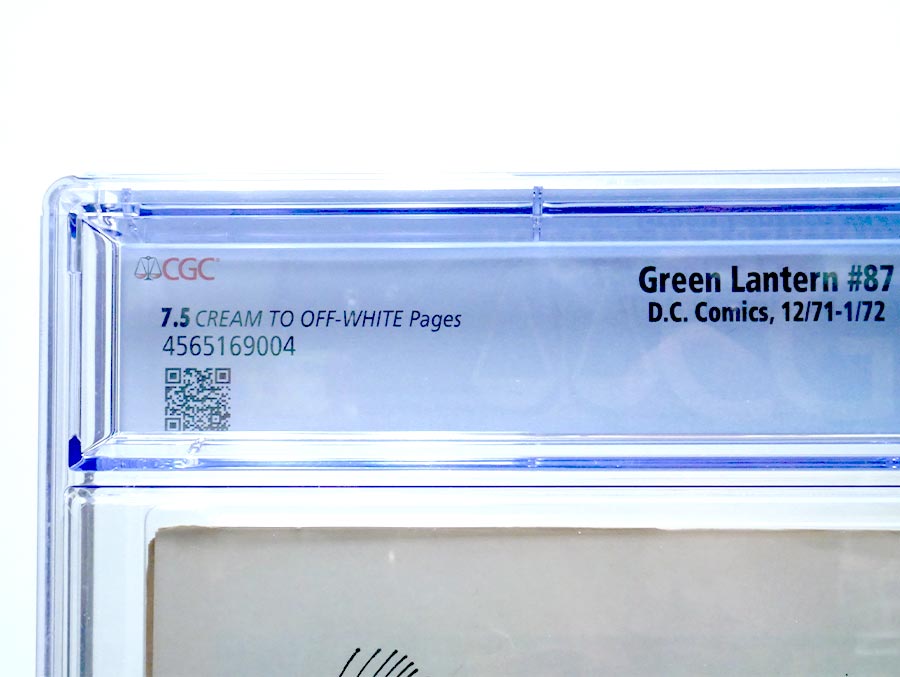 CGC
Green Lantern #87
D.C. Comics, 12/71-1/72
7.5 CREAM TO OFF-WHITE Pages
4565169004